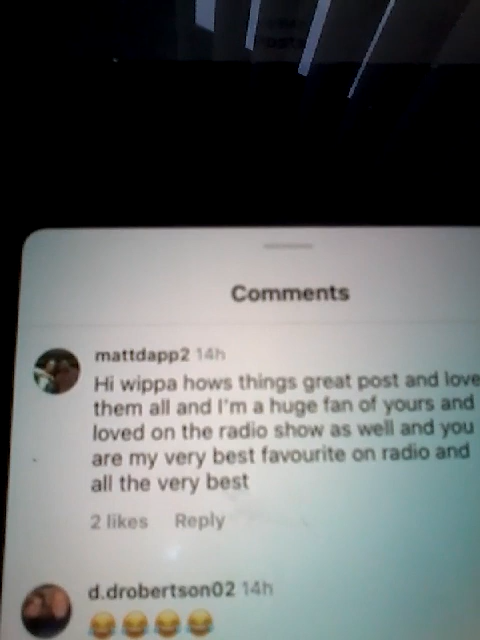 Comments
mattdapp2 14h
Hi wippa hows things great post and love
them all and I'm a huge fan of yours and
loved on the radio show as well and you
are my very best favourite on radio and
all the very best
2 likes Reply
d.drobertson02 14h
😂😂😂😂